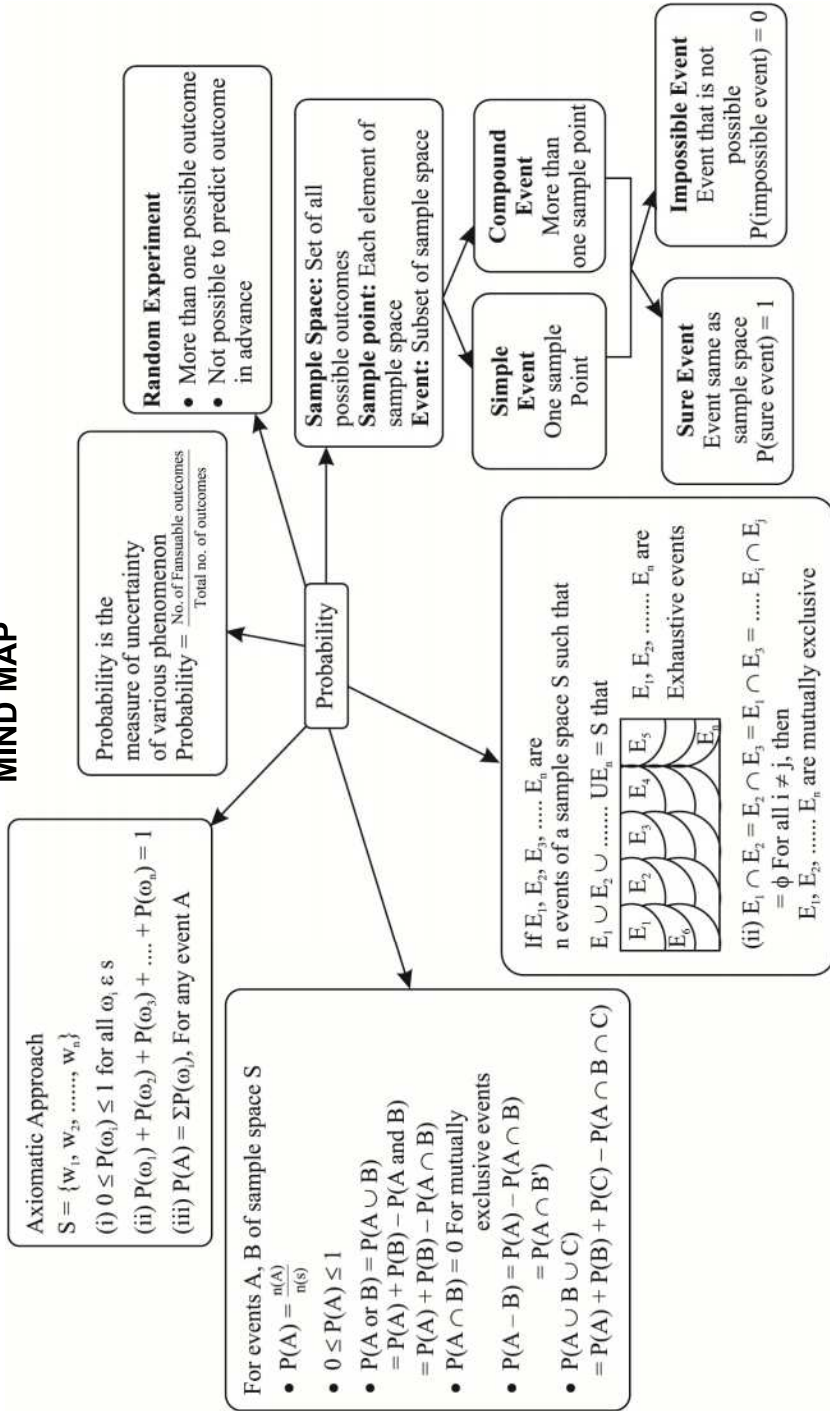 MIND MAP
Axiomatic Approach
S = {w₁, w₂, ......, wₙ}
(i) 0 ≤ P(ωᵢ) ≤ 1 for all ωᵢ ε s
(ii) P(ω₁) + P(ω₂) + P(ω₃) + .... + P(ωₙ) = 1
(iii) P(A) = ΣP(ωᵢ), For any event A
Probability is the
measure of uncertainty
of various phenomenon
Probability = No. of Fansuable outcomes / Total no. of outcomes
Random Experiment
• More than one possible outcome
• Not possible to predict outcome
in advance
Probability
For events A, B of sample space S
• P(A) = n(A)/n(s)
• 0 ≤ P(A) ≤ 1
• P(A or B) = P(A ∪ B)
= P(A) + P(B) – P(A and B)
= P(A) + P(B) – P(A ∩ B)
• P(A ∩ B) = 0 For mutually
exclusive events
• P(A – B) = P(A) – P(A ∩ B)
= P(A ∩ B')
• P(A ∪ B ∪ C)
= P(A) + P(B) + P(C) – P(A ∩ B ∩ C)
If E₁, E₂, E₃, ..... Eₙ are
n events of a sample space S such that
E₁ ∪ E₂ ∪ ........ UEₙ = S that
E₁ E₂ E₃ E₄ E₅
E₆ Eₙ
E₁, E₂, ........ Eₙ are
Exhaustive events
(ii) E₁ ∩ E₂ = E₂ ∩ E₃ = E₁ ∩ E₃ = ..... Eᵢ ∩ Eⱼ
= ϕ For all i ≠ j, then
E₁, E₂, ....... Eₙ are mutually exclusive
Sample Space: Set of all
possible outcomes
Sample point: Each element of
sample space
Event: Subset of sample space
Simple
Event
One sample
Point
Compound
Event
More than
one sample point
Sure Event
Event same as
sample space
P(sure event) = 1
Impossible Event
Event that is not
possible
P(impossible event) = 0